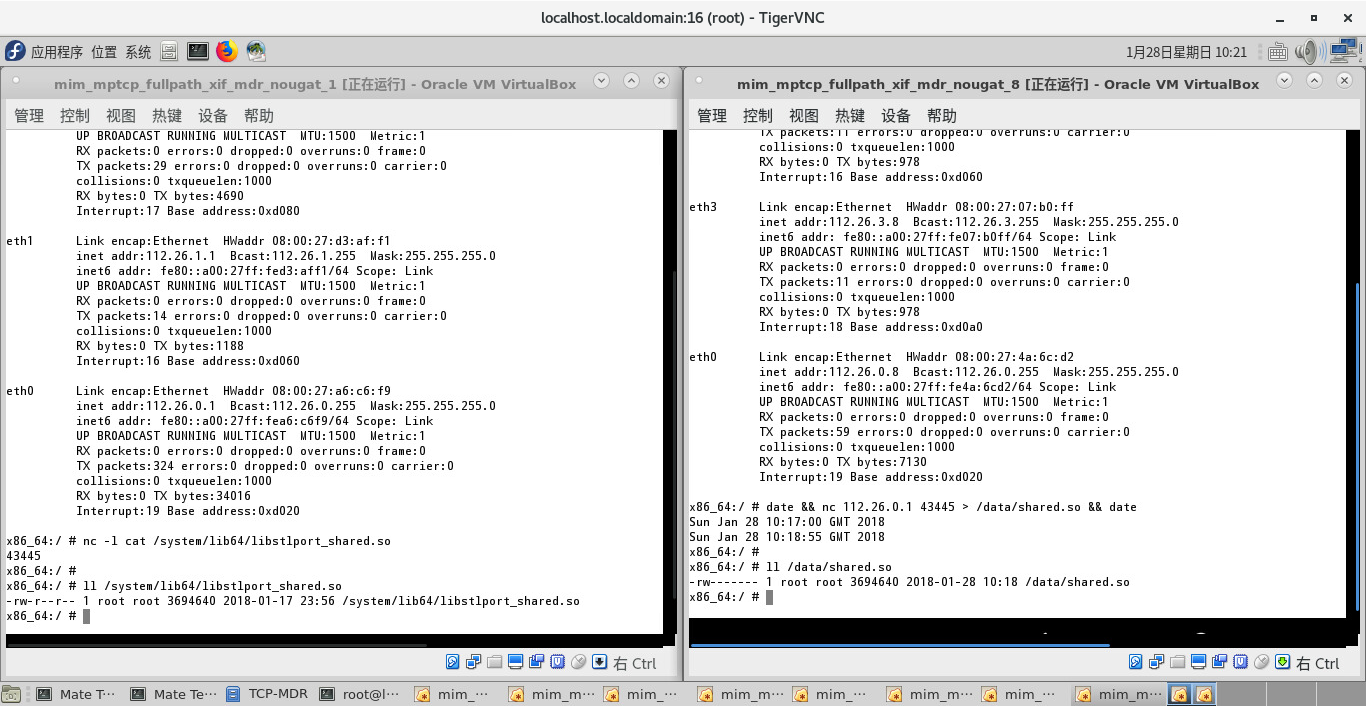 localhost.localdomain:16 (root) - TigerVNC
应用程序 位置 系统
1月28日星期日 10:21
mim_mptcp_fullpath_xif_mdr_nougat_1 [正在运行] - Oracle VM VirtualBox
管理 控制 视图 热键 设备 帮助
UP BROADCAST RUNNING MULTICAST  MTU:1500  Metric:1
RX packets:0 errors:0 dropped:0 overruns:0 frame:0
TX packets:29 errors:0 dropped:0 overruns:0 carrier:0
collisions:0 txqueuelen:1000
RX bytes:0 TX bytes:4690
Interrupt:17 Base address:0xd080
eth1      Link encap:Ethernet  HWaddr 08:00:27:d3:af:f1
inet addr:112.26.1.1  Bcast:112.26.1.255  Mask:255.255.255.0
inet6 addr: fe80::a00:27ff:fed3:aff1/64 Scope: Link
UP BROADCAST RUNNING MULTICAST  MTU:1500  Metric:1
RX packets:0 errors:0 dropped:0 overruns:0 frame:0
TX packets:14 errors:0 dropped:0 overruns:0 carrier:0
collisions:0 txqueuelen:1000
RX bytes:0 TX bytes:1188
Interrupt:16 Base address:0xd060
eth0      Link encap:Ethernet  HWaddr 08:00:27:a6:c6:f9
inet addr:112.26.0.1  Bcast:112.26.0.255  Mask:255.255.255.0
inet6 addr: fe80::a00:27ff:fea6:c6f9/64 Scope: Link
UP BROADCAST RUNNING MULTICAST  MTU:1500  Metric:1
RX packets:0 errors:0 dropped:0 overruns:0 frame:0
TX packets:324 errors:0 dropped:0 overruns:0 carrier:0
collisions:0 txqueuelen:1000
RX bytes:0 TX bytes:34016
Interrupt:19 Base address:0xd020
x86_64:/ # nc -l cat /system/lib64/libstlport_shared.so
43445
x86_64:/ #
x86_64:/ # ll /system/lib64/libstlport_shared.so
-rw-r--r-- 1 root root 3694640 2018-01-17 23:56 /system/lib64/libstlport_shared.so
x86_64:/ #
右 Ctrl
mim_mptcp_fullpath_xif_mdr_nougat_8 [正在运行] - Oracle VM VirtualBox
管理 控制 视图 热键 设备 帮助
TX packets:11 errors:0 dropped:0 overruns:0 carrier:0
collisions:0 txqueuelen:1000
RX bytes:0 TX bytes:978
Interrupt:16 Base address:0xd060
eth3      Link encap:Ethernet  HWaddr 08:00:27:07:b0:ff
inet addr:112.26.3.8  Bcast:112.26.3.255  Mask:255.255.255.0
inet6 addr: fe80::a00:27ff:fe07:b0ff/64 Scope: Link
UP BROADCAST RUNNING MULTICAST  MTU:1500  Metric:1
RX packets:0 errors:0 dropped:0 overruns:0 frame:0
TX packets:11 errors:0 dropped:0 overruns:0 carrier:0
collisions:0 txqueuelen:1000
RX bytes:0 TX bytes:978
Interrupt:18 Base address:0xd0a0
eth0      Link encap:Ethernet  HWaddr 08:00:27:4a:6c:d2
inet addr:112.26.0.8  Bcast:112.26.0.255  Mask:255.255.255.0
inet6 addr: fe80::a00:27ff:fe4a:6cd2/64 Scope: Link
UP BROADCAST RUNNING MULTICAST  MTU:1500  Metric:1
RX packets:0 errors:0 dropped:0 overruns:0 frame:0
TX packets:59 errors:0 dropped:0 overruns:0 carrier:0
collisions:0 txqueuelen:1000
RX bytes:0 TX bytes:7130
Interrupt:19 Base address:0xd020
x86_64:/ # date && nc 112.26.0.1 43445 > /data/shared.so && date
Sun Jan 28 10:17:00 GMT 2018
Sun Jan 28 10:18:55 GMT 2018
x86_64:/ #
x86_64:/ # ll /data/shared.so
-rw------- 1 root root 3694640 2018-01-28 10:18 /data/shared.so
x86_64:/ #
右 Ctrl
Mate T··· Mate Te··· TCP-MDR root@l··· mim_··· mim_m··· mim_··· mim_m··· mim_··· mim_m··· mim_··· mim_m···